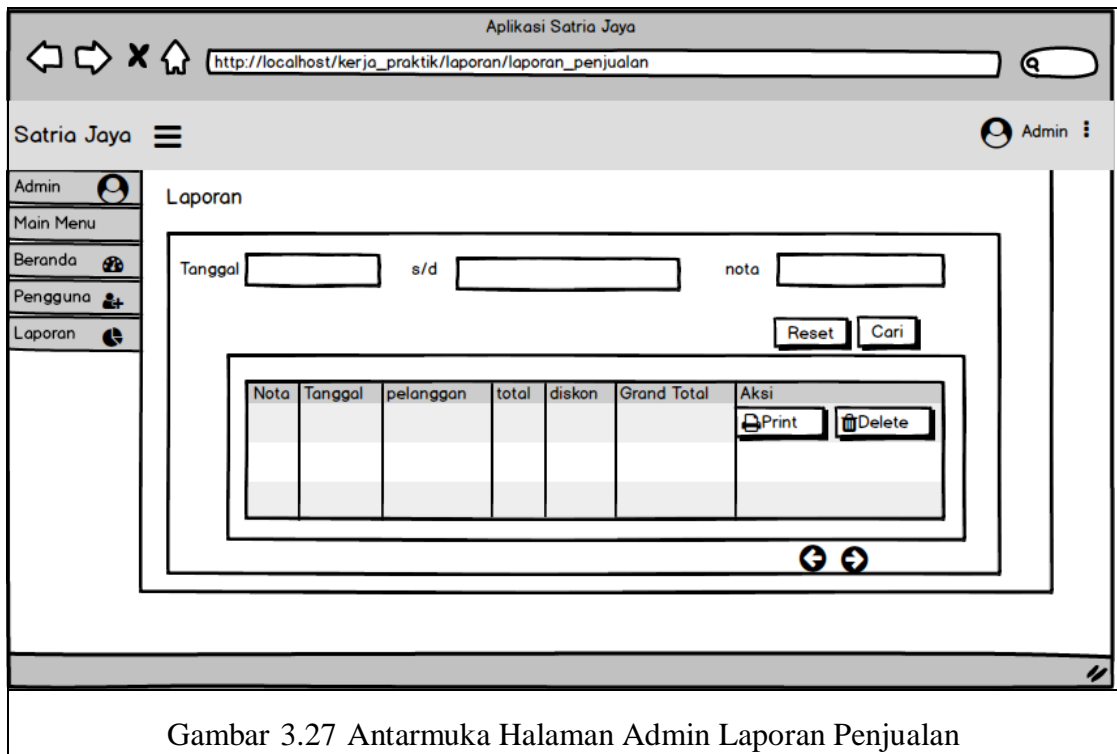 Aplikasi Satria Jaya
http://localhost/kerja_praktik/laporan/laporan_penjualan
Satria Jaya
Admin
Admin
Main Menu
Beranda
Pengguna
Laporan
Laporan
Tanggal s/d nota
Reset Cari
Nota Tanggal pelanggan total diskon Grand Total Aksi
Print Delete
Gambar 3.27 Antarmuka Halaman Admin Laporan Penjualan